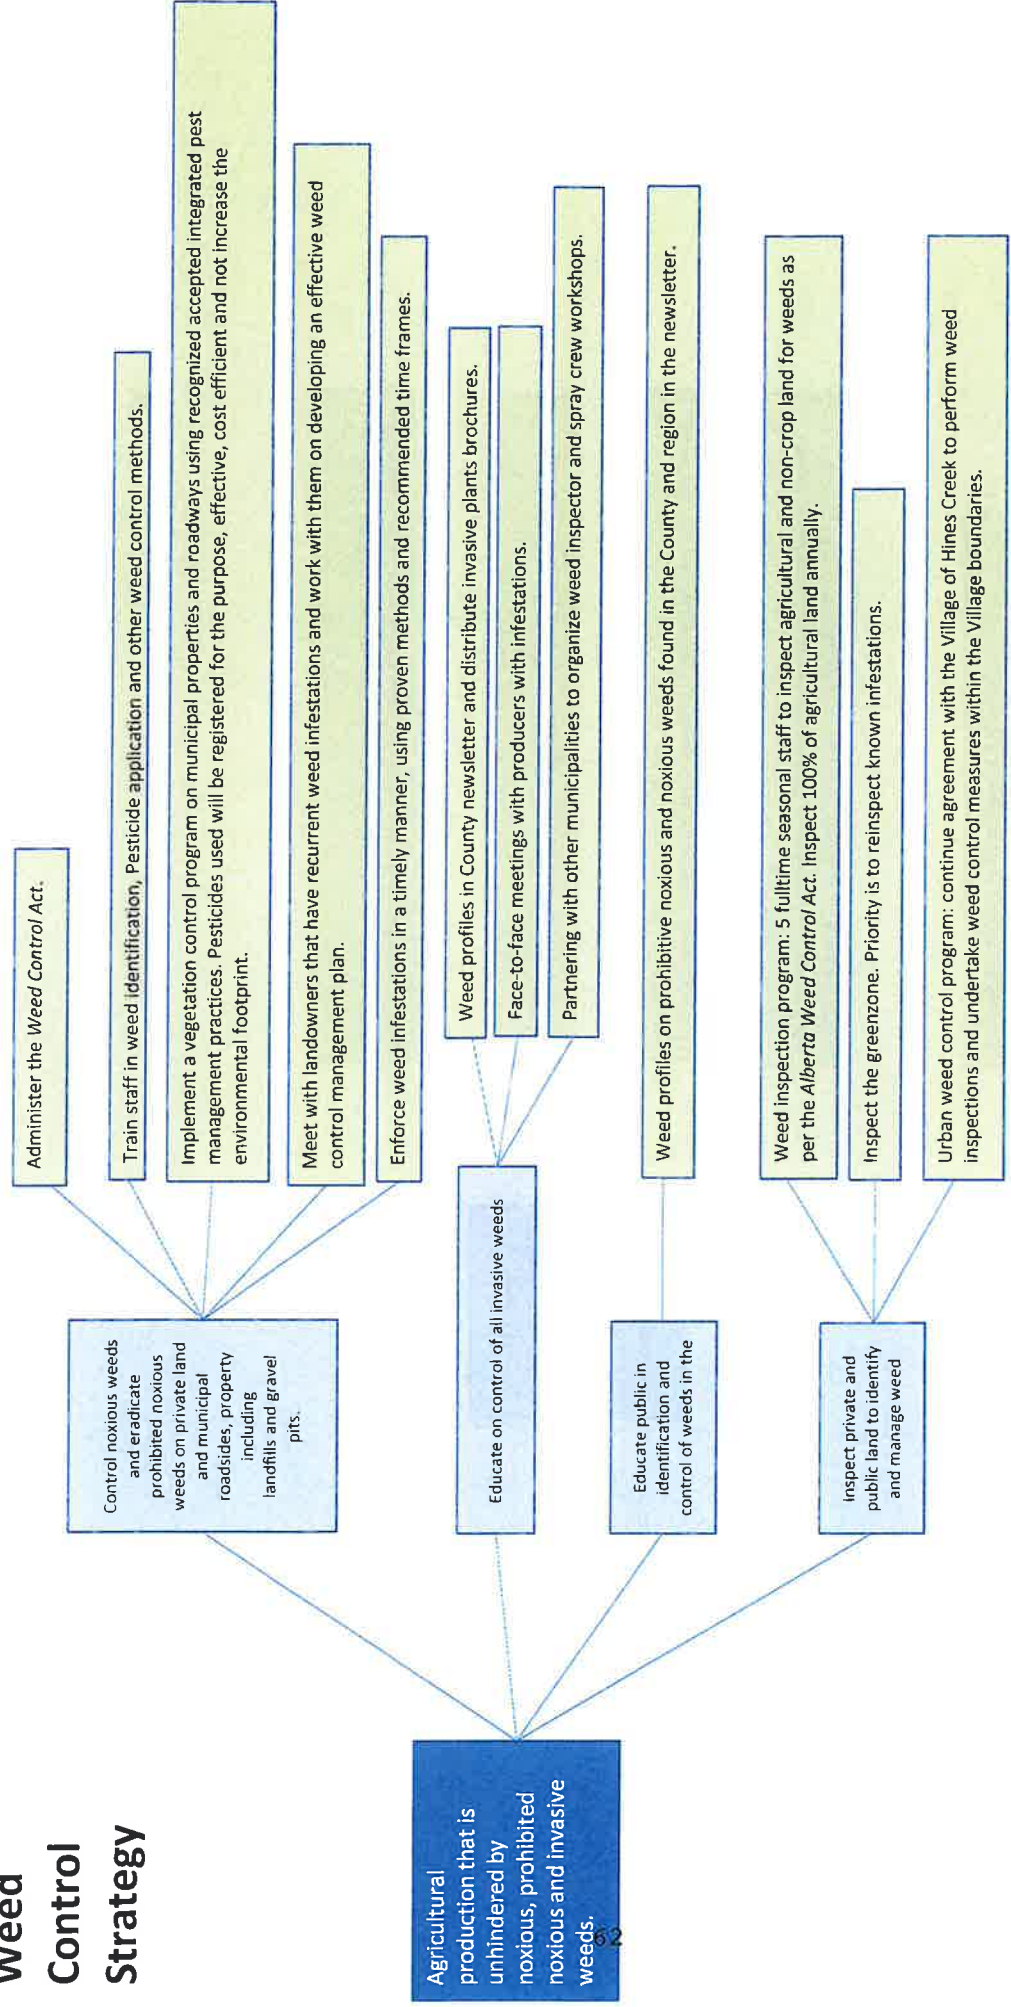 Weed
Control
Strategy
Agricultural
production that is
unhindered by
noxious, prohibited
noxious and invasive
weeds.
62
Control noxious weeds
and eradicate
prohibited noxious
weeds on private land
and municipal
roadsides, property
including
landfills and gravel
pits.
Administer the Weed Control Act.
Train staff in weed identification, Pesticide application and other weed control methods.
Implement a vegetation control program on municipal properties and roadways using recognized accepted integrated pest
management practices. Pesticides used will be registered for the purpose, effective, cost efficient and not increase the
environmental footprint.
Meet with landowners that have recurrent weed infestations and work with them on developing an effective weed
control management plan.
Enforce weed infestations in a timely manner, using proven methods and recommended time frames.
Educate on control of all invasive weeds
Weed profiles in County newsletter and distribute invasive plants brochures.
Face-to-face meetings with producers with infestations.
Partnering with other municipalities to organize weed inspector and spray crew workshops.
Educate public in
identification and
control of weeds in the
Weed profiles on prohibitive noxious and noxious weeds found in the County and region in the newsletter.
Inspect private and
public land to identify
and manage weed
Weed inspection program: 5 fulltime seasonal staff to inspect agricultural and non-crop land for weeds as
per the Alberta Weed Control Act. Inspect 100% of agricultural land annually.
Inspect the greenzone. Priority is to reinspect known infestations.
Urban weed control program: continue agreement with the Village of Hines Creek to perform weed
inspections and undertake weed control measures within the Village boundaries.